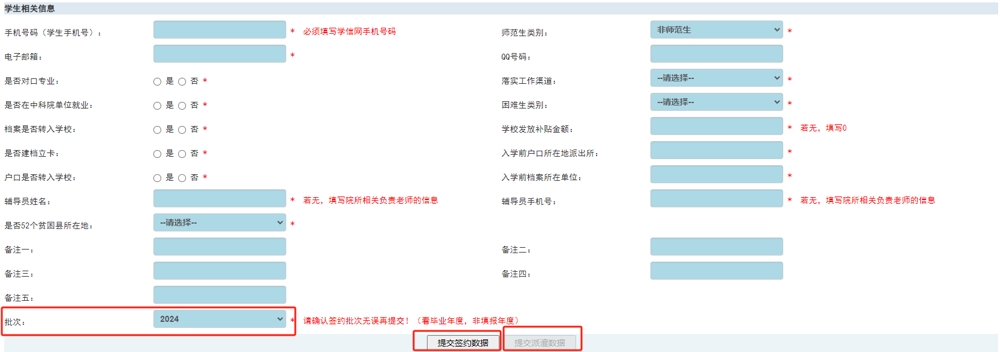 学生相关信息
手机号码（学生手机号）： * 必须填写学信网手机号码 师范生类别： 非师范生 *
电子邮箱： * QQ号码：
是否对口专业： 是 否 * 落实工作渠道： --请选择-- *
是否在中科院单位就业： 是 否 * 困难生类别： --请选择-- *
档案是否转入学校： 是 否 * 学校发放补贴金额： * 若无，填写0
是否建档立卡： 是 否 * 入学前户口所在地派出所： *
户口是否转入学校： 是 否 * 入学前档案所在单位： *
辅导员姓名： * 若无，填写院所相关负责老师的信息 辅导员手机号： * 若无，填写院所相关负责老师的信息
是否52个贫困县所在地： --请选择-- *
备注一： 备注二：
备注三： 备注四：
备注五：
批次： 2024 * 请确认签约批次无误再提交！（看毕业年度，非填报年度）
提交签约数据 提交派遣数据